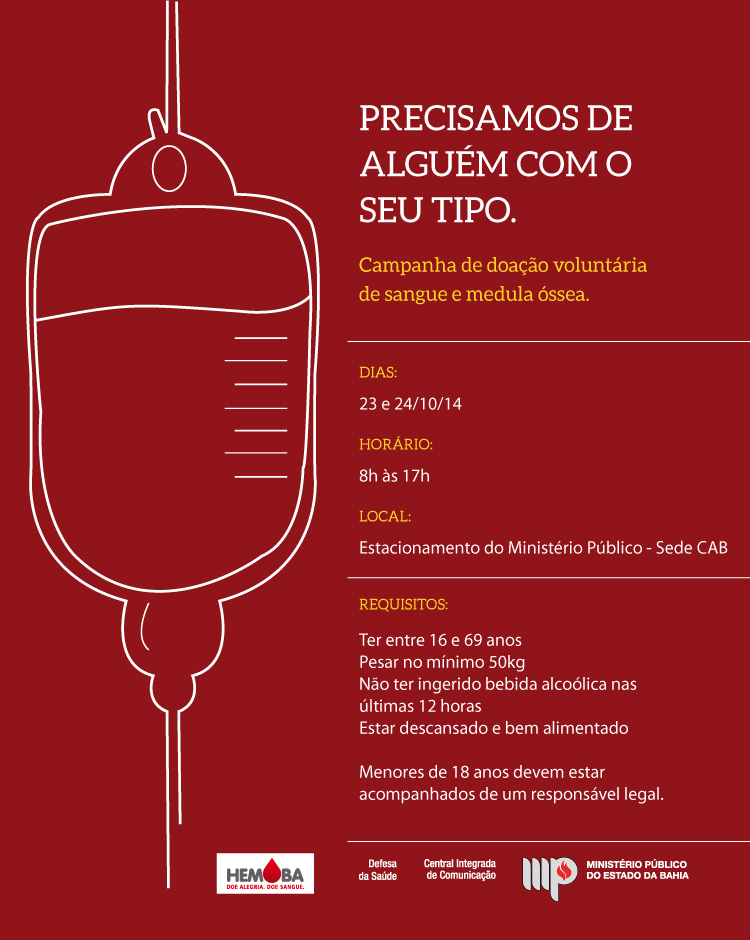 PRECISAMOS DE
ALGUÉM COM O
SEU TIPO.
Campanha de doação voluntária
de sangue e medula óssea.
DIAS:
23 e 24/10/14
HORÁRIO:
8h às 17h
LOCAL:
Estacionamento do Ministério Público - Sede CAB
REQUISITOS:
Ter entre 16 e 69 anos
Pesar no mínimo 50kg
Não ter ingerido bebida alcoólica nas
últimas 12 horas
Estar descansado e bem alimentado
Menores de 18 anos devem estar
acompanhados de um responsável legal.
HEMOBA
DOE ALEGRIA. DOE SANGUE.
Defesa
da Saúde
Central Integrada
de Comunicação
mp
MINISTÉRIO PÚBLICO
DO ESTADO DA BAHIA